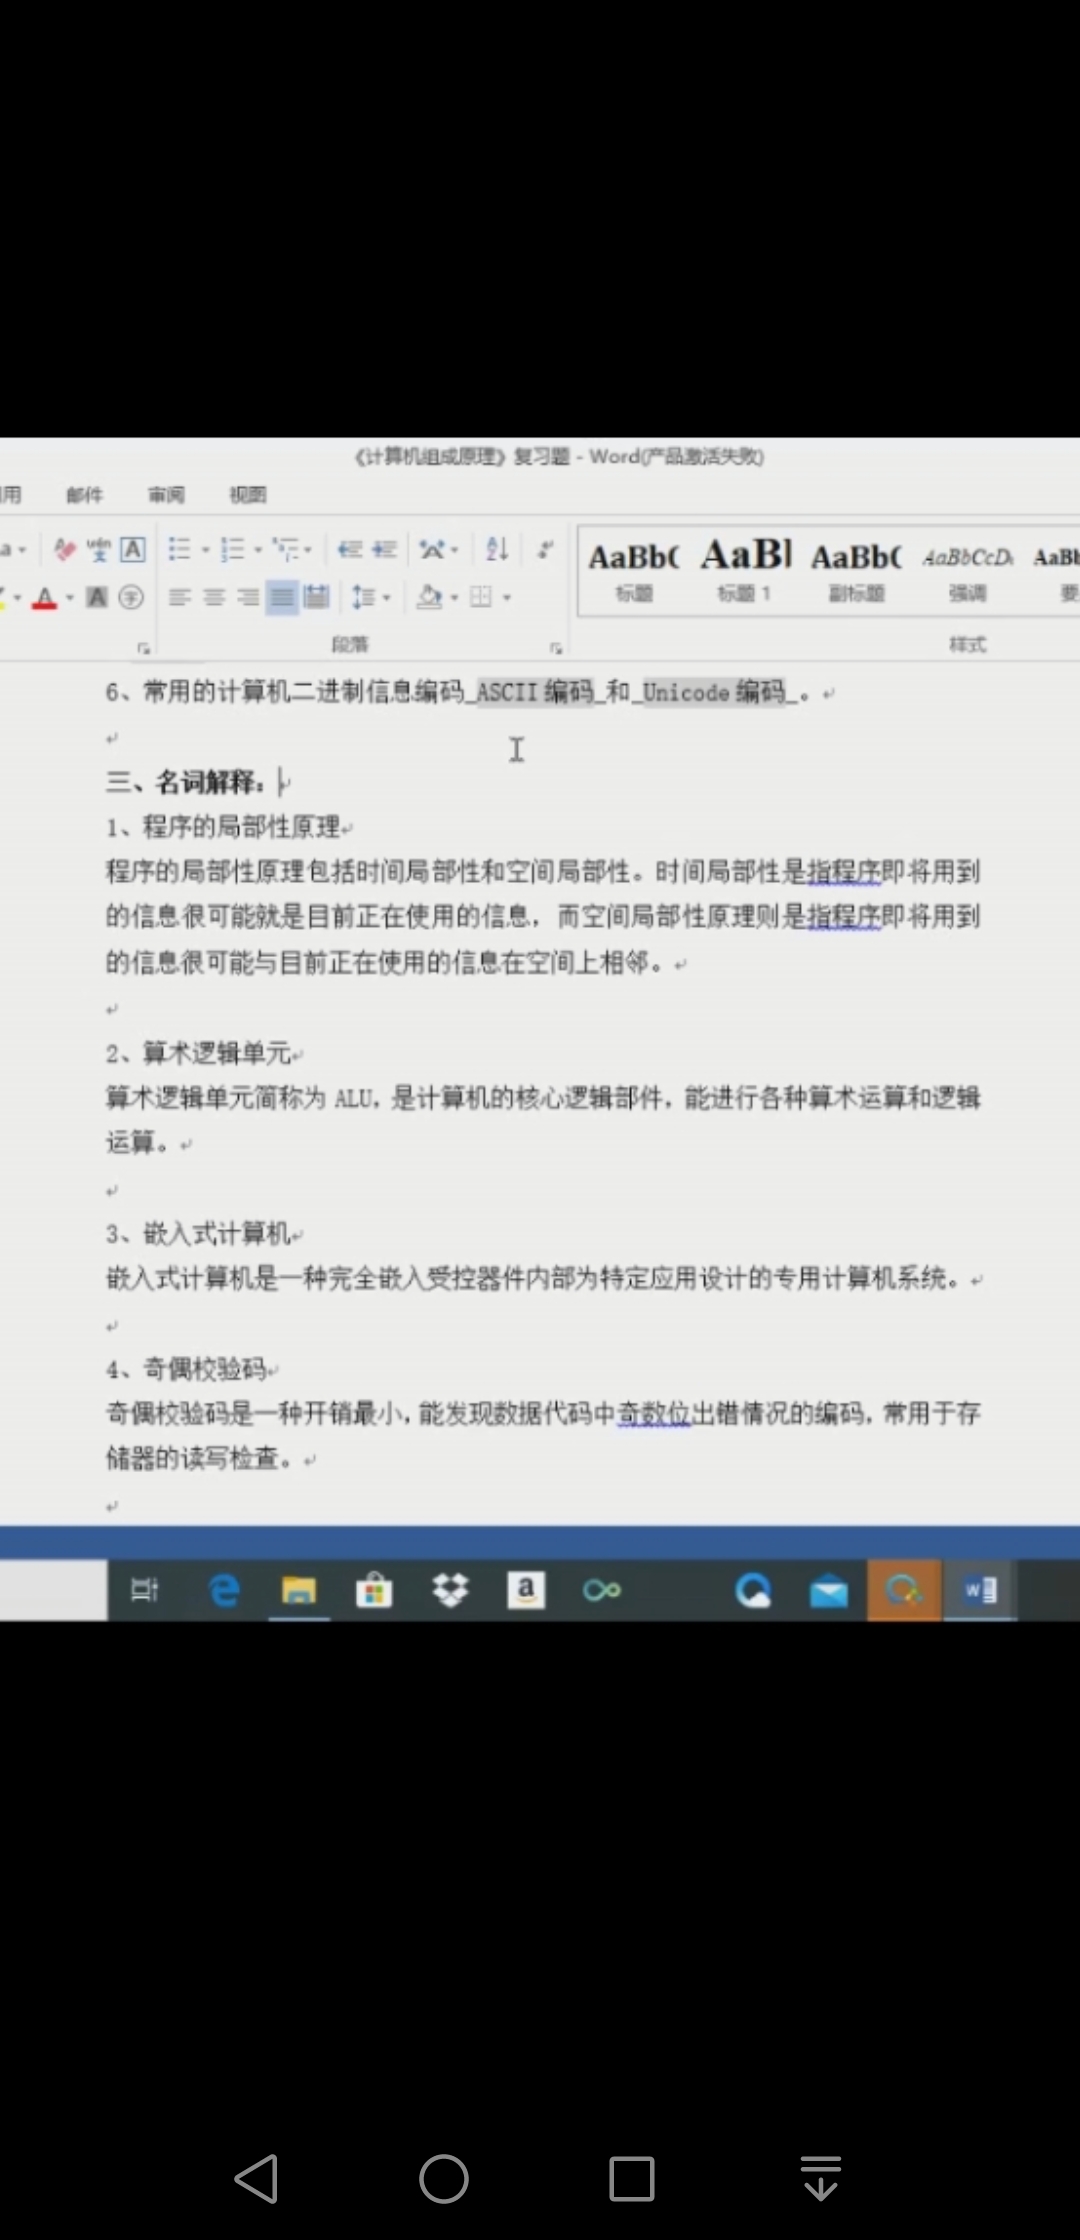 《计算机组成原理》复习题 - Word(产品激活失败)
用 邮件 审阅 视图
AaBbC AaBl AaBbC AaBbCcDı AaBb
标题 标题 1 副标题 强调 要
段落 样式
6、常用的计算机二进制信息编码_ASCII 编码_和_Unicode 编码_。
三、名词解释：
1、程序的局部性原理
程序的局部性原理包括时间局部性和空间局部性。时间局部性是指程序即将用到
的信息很可能就是目前正在使用的信息，而空间局部性原理则是指程序即将用到
的信息很可能与目前正在使用的信息在空间上相邻。
2、算术逻辑单元
算术逻辑单元简称为 ALU，是计算机的核心逻辑部件，能进行各种算术运算和逻辑
运算。
3、嵌入式计算机
嵌入式计算机是一种完全嵌入受控器件内部为特定应用设计的专用计算机系统。
4、奇偶校验码
奇偶校验码是一种开销最小，能发现数据代码中奇数位出错情况的编码，常用于存
储器的读写检查。